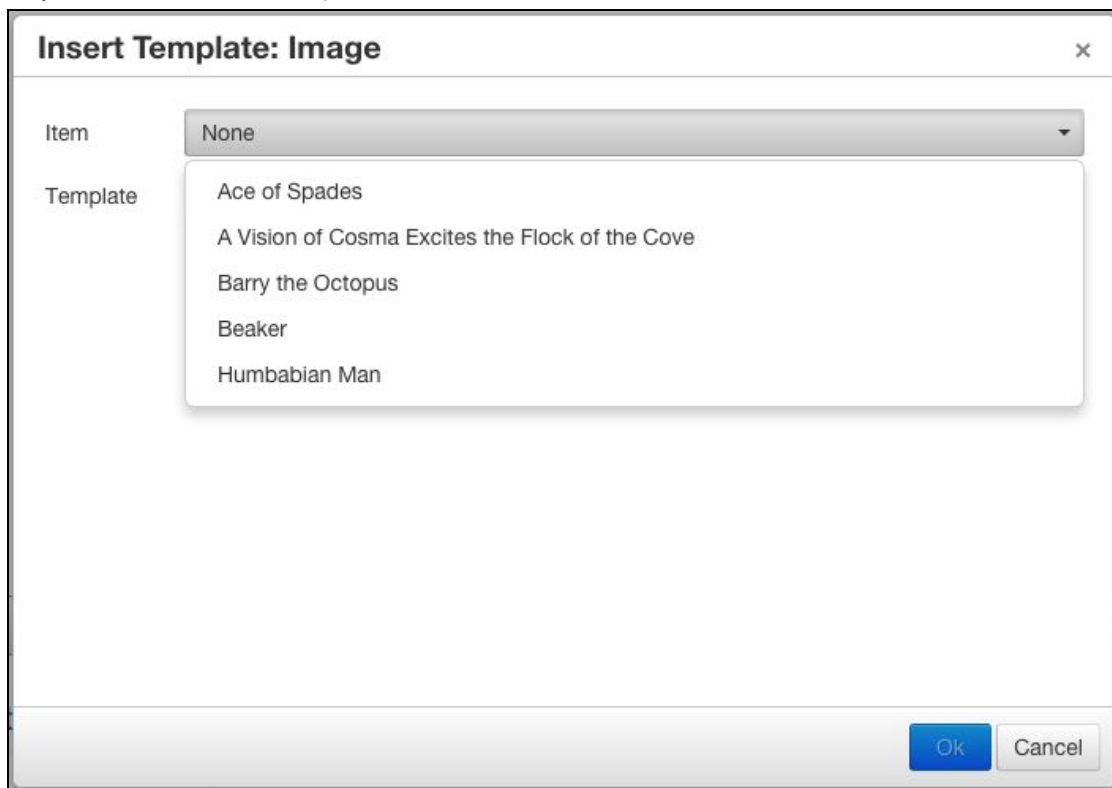 Insert Template: Image ×
Item None
Template
Ace of Spades
A Vision of Cosma Excites the Flock of the Cove
Barry the Octopus
Beaker
Humbabian Man
Ok Cancel